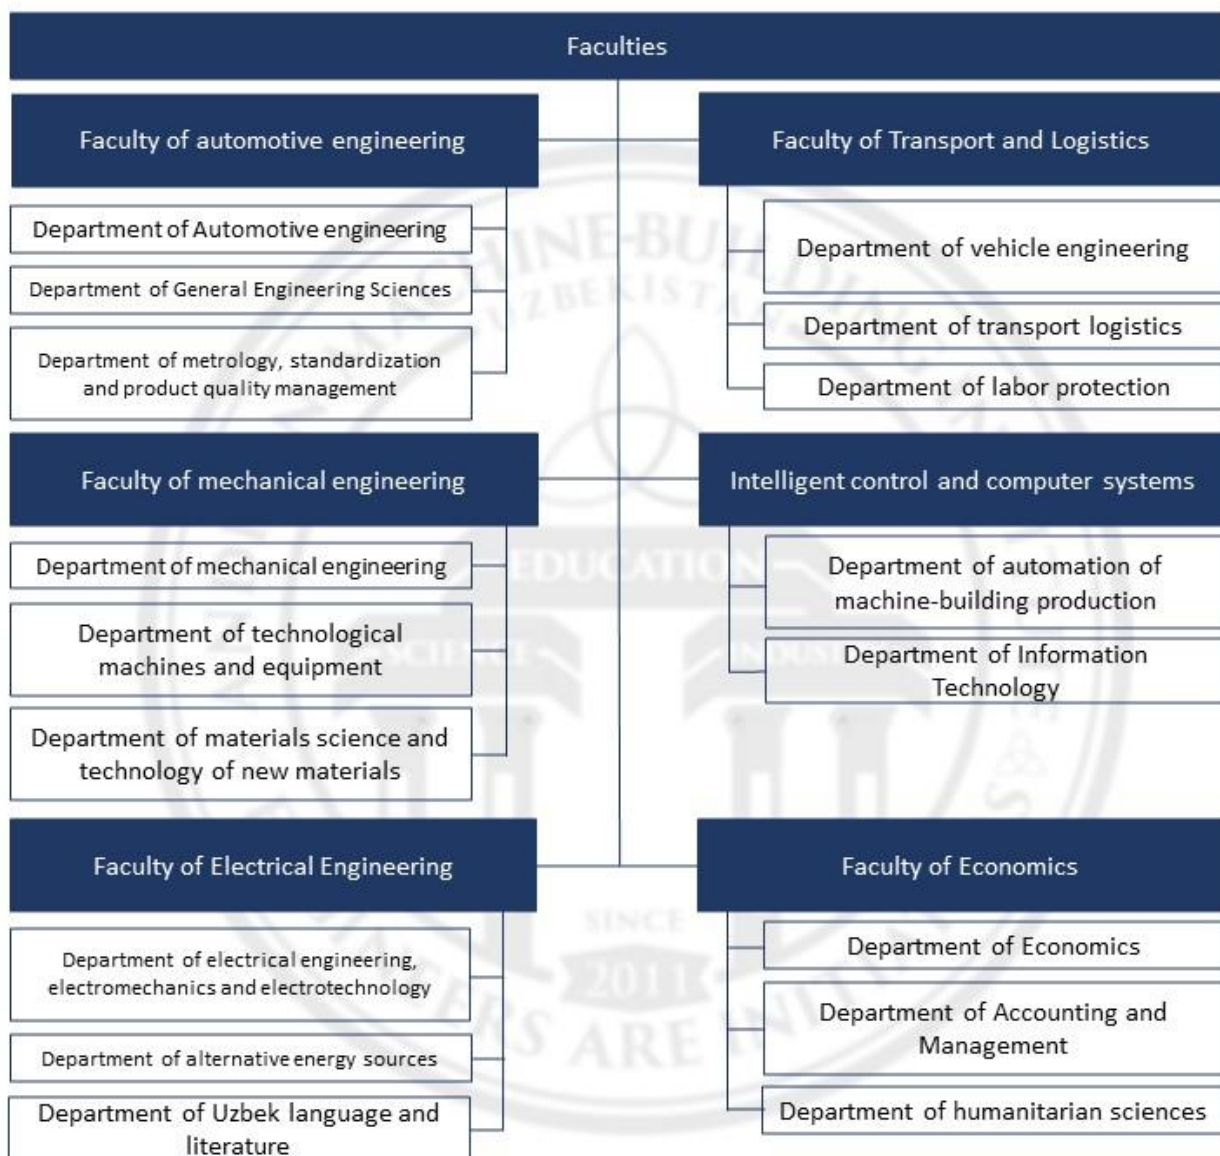 Faculties
Faculty of automotive engineering
Department of Automotive engineering
Department of General Engineering Sciences
Department of metrology, standardization
and product quality management
Faculty of Transport and Logistics
Department of vehicle engineering
Department of transport logistics
Department of labor protection
Faculty of mechanical engineering
Department of mechanical engineering
Department of technological
machines and equipment
Department of materials science and
technology of new materials
Intelligent control and computer systems
Department of automation of
machine-building production
Department of Information
Technology
Faculty of Electrical Engineering
Department of electrical engineering,
electromechanics and electrotechnology
Department of alternative energy sources
Department of Uzbek language and
literature
Faculty of Economics
Department of Economics
Department of Accounting and
Management
Department of humanitarian sciences
UZBEKISTAN
EDUCATION
SCIENCE
SINCE
2011